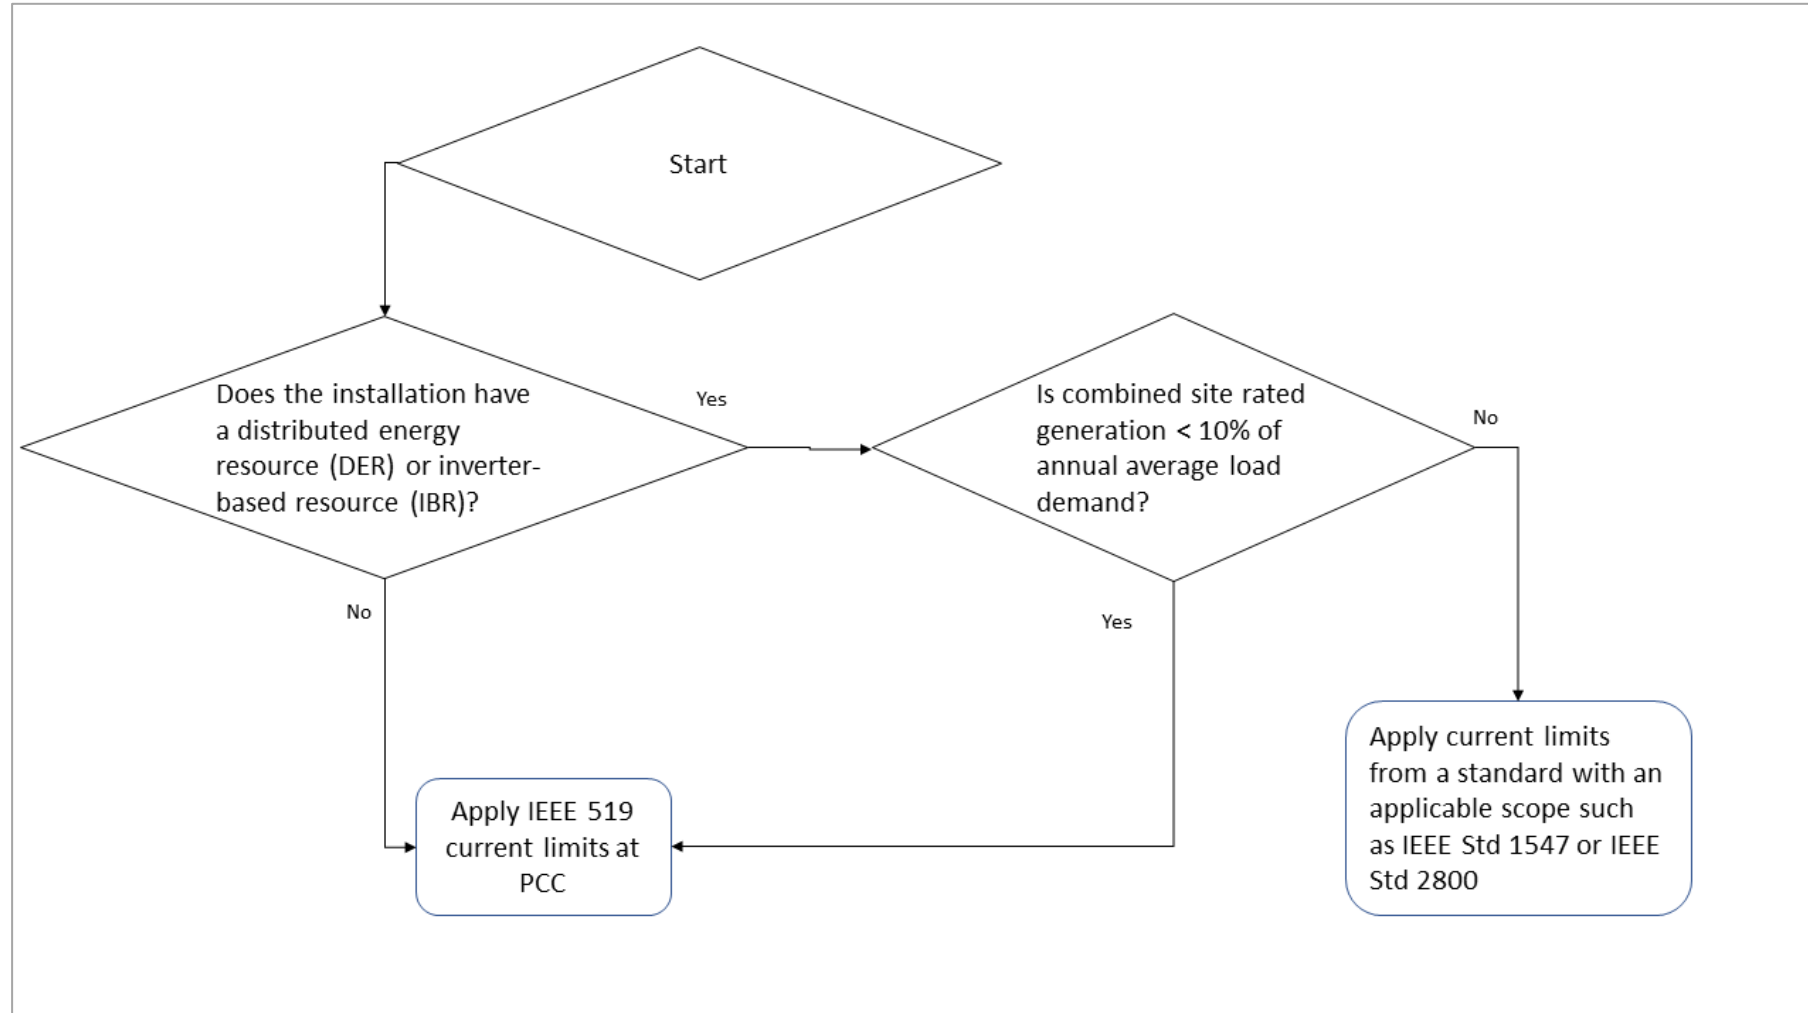 Start
Does the installation have
a distributed energy
resource (DER) or inverter-
based resource (IBR)?
Yes
Is combined site rated
generation < 10% of
annual average load
demand?
No
No
Yes
Apply IEEE 519
current limits at
PCC
Apply current limits
from a standard with an
applicable scope such
as IEEE Std 1547 or IEEE
Std 2800